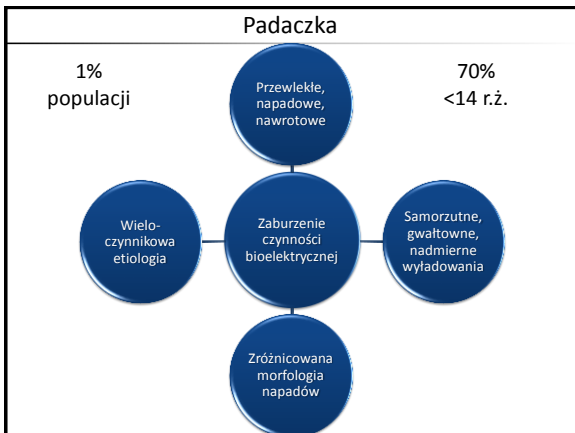 Padaczka
1%
populacji
70%
<14 r.ż.
Przewlekłe,
napadowe,
nawrotowe
Wielo-
czynnikowa
etiologia
Zaburzenie
czynności
bioelektrycznej
Samorzutne,
gwałtowne,
nadmierne
wyładowania
Zróżnicowana
morfologia
napadów